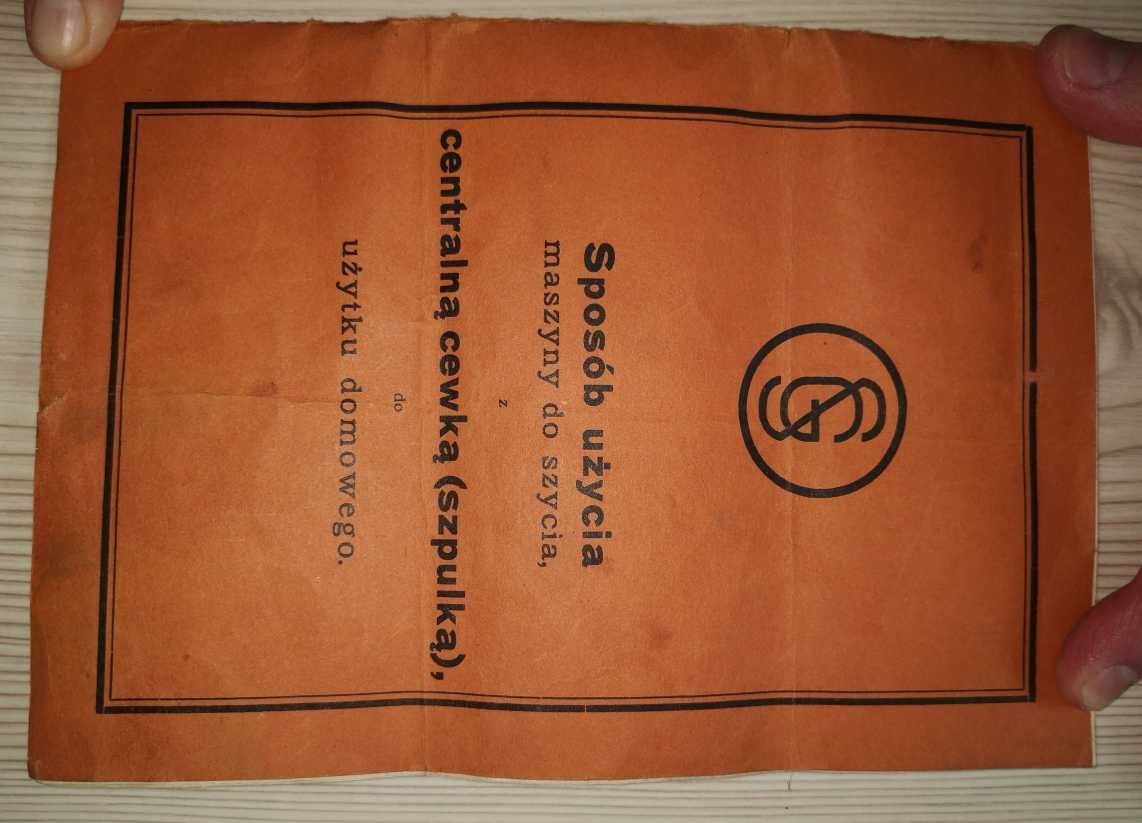 Sposób użycia
maszyny do szycia,
z
centralną cewką (szpulką),
do
użytku domowego.